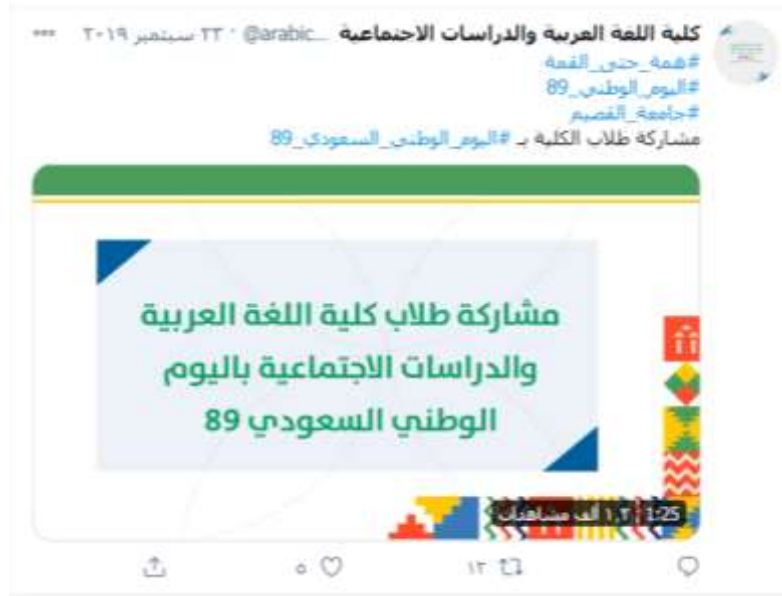 كلية اللغة العربية والدراسات الاجتماعية @arabic... · ٢٣ سبتمبر ٢٠١٩
#همة_حتى_القمة
#اليوم_الوطني_89
#جامعة_القصيم
مشاركة طلاب الكلية بـ #اليوم_الوطني_السعودي_89
مشاركة طلاب كلية اللغة العربية
والدراسات الاجتماعية باليوم
الوطني السعودي 89
1:25 ١,٢ ألف مشاهدات
١٣ ٥